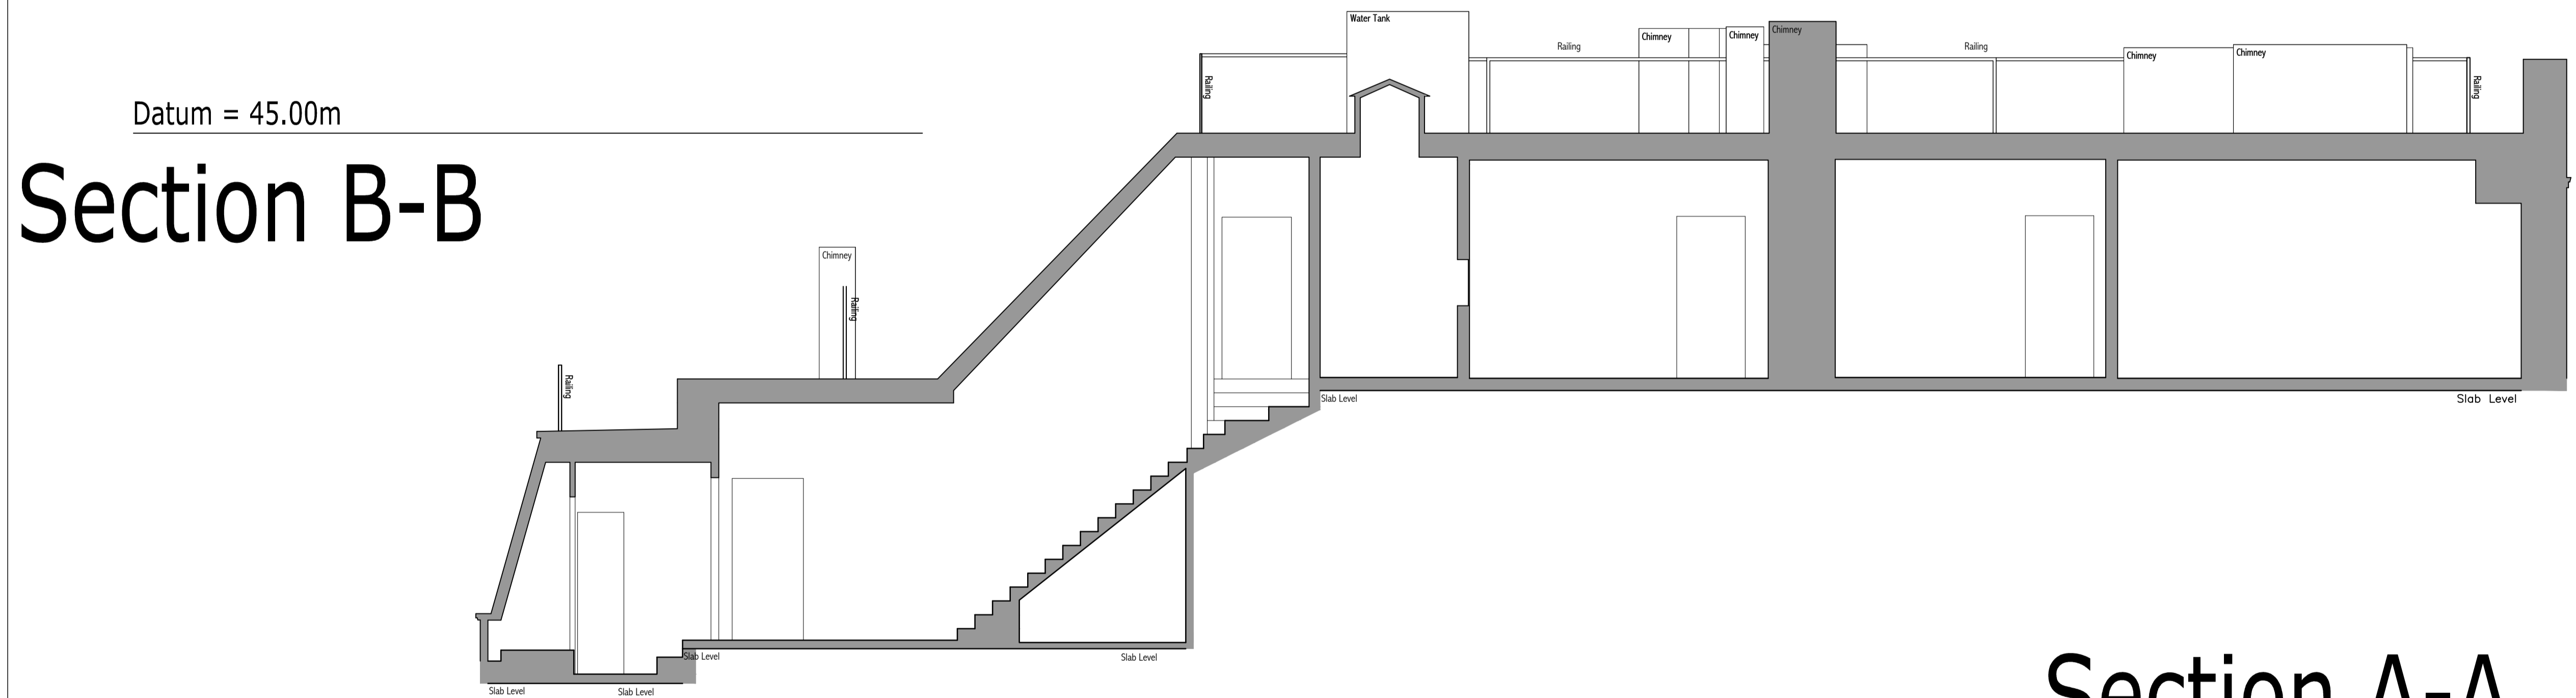 Water Tank
Chimney
Chimney
Chimney
Railing
Railing
Chimney
Chimney
Railing
Railing
Datum = 45.00m
Section B-B
Chimney
Railing
Railing
Slab Level
Slab Level
Slab Level
Slab Level
Slab Level
Slab Level
Section A-A